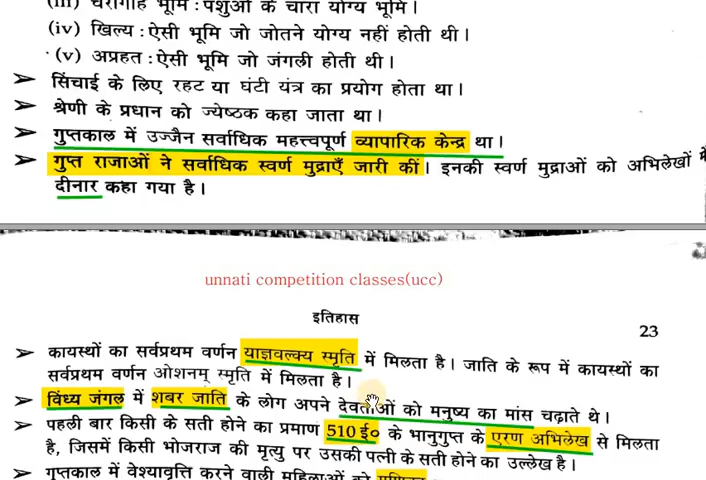 (iii) चरागाह भूमि : पशुओं के चारा योग्य भूमि ।
(iv) खिल्य : ऐसी भूमि जो जोतने योग्य नहीं होती थी ।
(v) अप्रहत : ऐसी भूमि जो जंगली होती थी ।
➢ सिंचाई के लिए रहट या घंटी यंत्र का प्रयोग होता था ।
➢ श्रेणी के प्रधान को ज्येष्ठक कहा जाता था ।
➢ गुप्तकाल में उज्जैन सर्वाधिक महत्त्वपूर्ण व्यापारिक केन्द्र था ।
➢ गुप्त राजाओं ने सर्वाधिक स्वर्ण मुद्राएँ जारी कीं । इनकी स्वर्ण मुद्राओं को अभिलेखों में
दीनार कहा गया है ।
unnati competition classes(ucc)
इतिहास
23
➢ कायस्थों का सर्वप्रथम वर्णन याज्ञवल्क्य स्मृति में मिलता है । जाति के रूप में कायस्थों का
सर्वप्रथम वर्णन ओशनम् स्मृति में मिलता है ।
➢ विंध्य जंगल में शबर जाति के लोग अपने देवताओं को मनुष्य का मांस चढ़ाते थे ।
➢ पहली बार किसी के सती होने का प्रमाण 510 ई० के भानुगुप्त के एरण अभिलेख से मिलता
है, जिसमें किसी भोजराज की मृत्यु पर उसकी पत्नी के सती होने का उल्लेख है ।
➢ गुप्तकाल में वेश्यावृत्ति करने वाली महिलाओं को